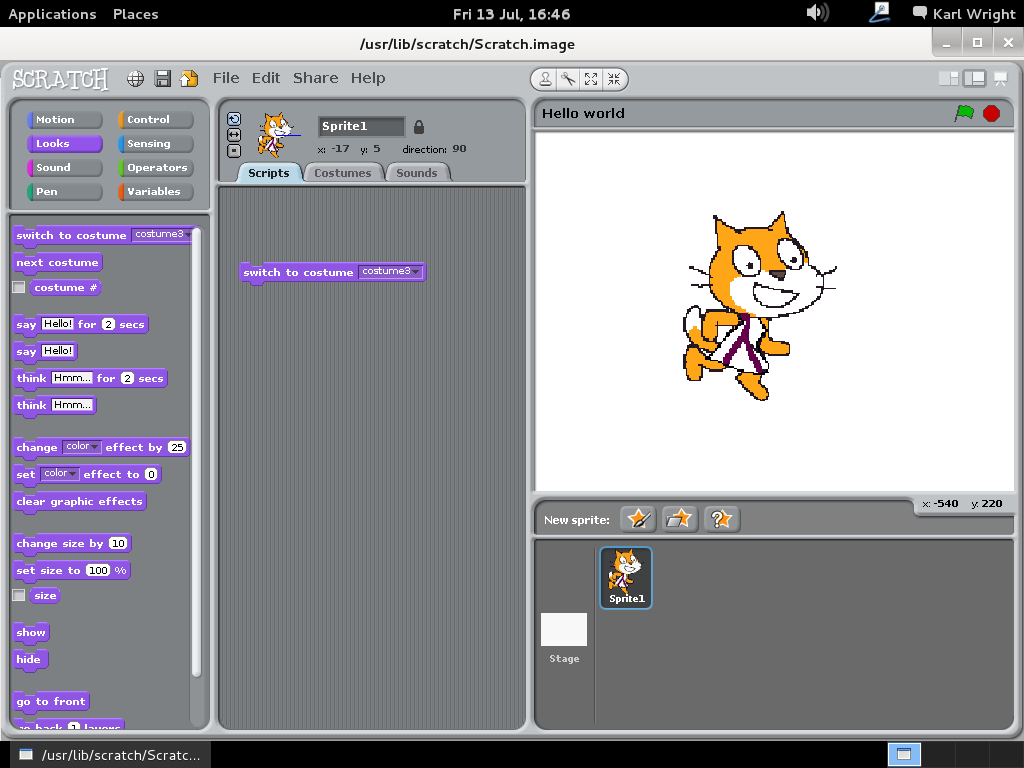 Applications Places
Fri 13 Jul, 16:46
Karl Wright
/usr/lib/scratch/Scratch.image
SCRATCH
File Edit Share Help
Motion Control
Looks Sensing
Sound Operators
Pen Variables
switch to costume costume3
next costume
costume #
say Hello! for 2 secs
say Hello!
think Hmm... for 2 secs
think Hmm...
change color effect by 25
set color effect to 0
clear graphic effects
change size by 10
set size to 100 %
size
show
hide
go to front
go back 1 layers
Sprite1
x: -17 y: 5 direction: 90
Scripts Costumes Sounds
switch to costume costume3
Hello world
x: -540 y: 220
New sprite:
Sprite1
Stage
/usr/lib/scratch/Scratc...